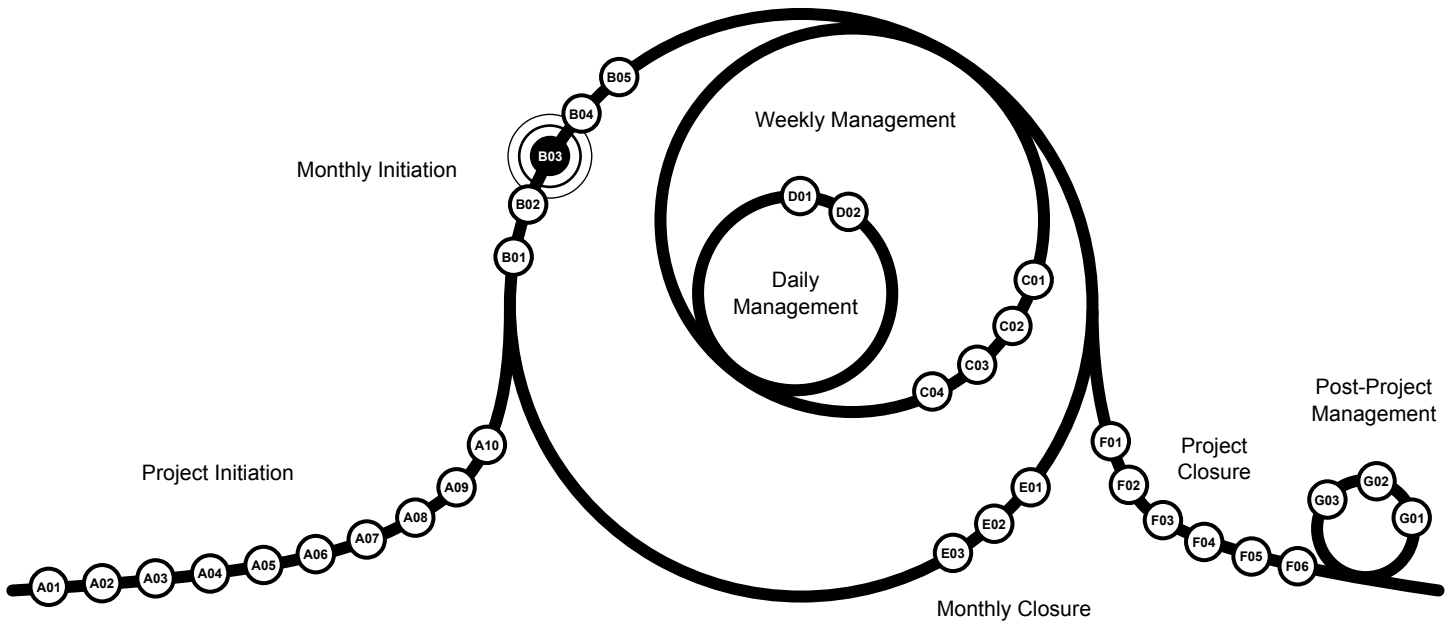 Project Initiation
A01
A02
A03
A04
A05
A06
A07
A08
A09
A10
Monthly Initiation
B01
B02
B03
B04
B05
Weekly Management
C01
C02
C03
C04
Daily
Management
D01
D02
Monthly Closure
E01
E02
E03
Project
Closure
F01
F02
F03
F04
F05
F06
Post-Project
Management
G01
G02
G03